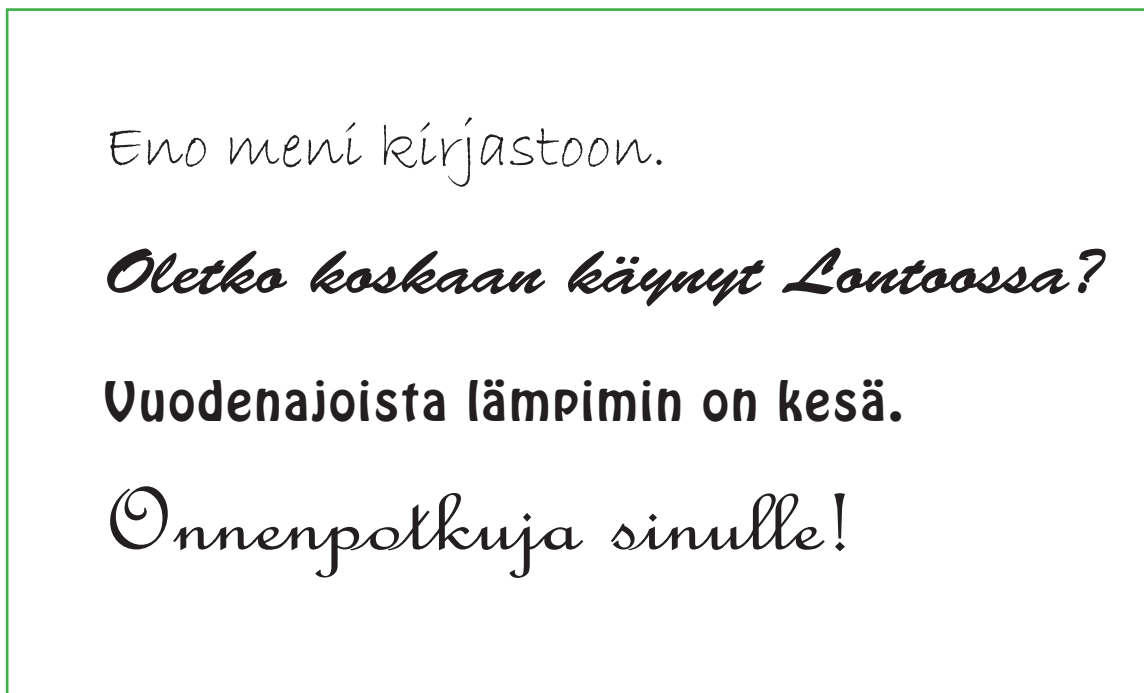 Eno meni kirjastoon.
Oletko koskaan käynyt Lontoossa?
Vuodenajoista lämpimin on kesä.
Onnenpotkuja sinulle!